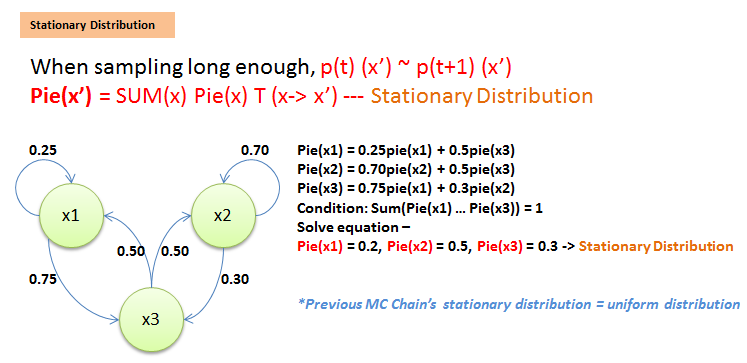 Stationary Distribution
When sampling long enough, p(t) (x’) ~ p(t+1) (x’)
Pie(x’) = SUM(x) Pie(x) T (x-> x’) --- Stationary Distribution
0.25
0.70
Pie(x1) = 0.25pie(x1) + 0.5pie(x3)
Pie(x2) = 0.70pie(x2) + 0.5pie(x3)
Pie(x3) = 0.75pie(x1) + 0.3pie(x2)
Condition: Sum(Pie(x1) ... Pie(x3)) = 1
Solve equation –
Pie(x1) = 0.2, Pie(x2) = 0.5, Pie(x3) = 0.3 -> Stationary Distribution
x1
x2
0.50
0.50
0.75
0.30
*Previous MC Chain’s stationary distribution = uniform distribution
x3